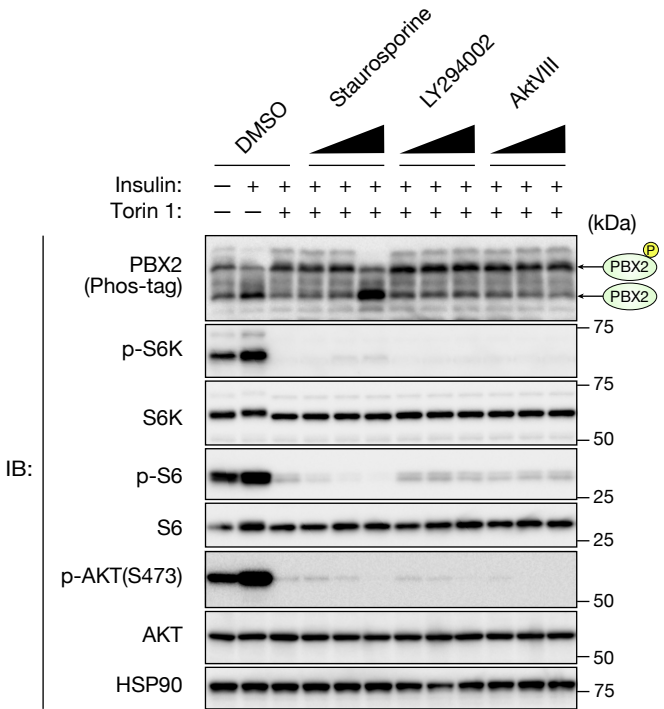 DMSO
Staurosporine
LY294002
AktVIII
Insulin: — + + + + + + + + + + +
Torin 1: — — + + + + + + + + + +
(kDa)
IB:
PBX2
(Phos-tag)
P
PBX2
PBX2
p-S6K
75
S6K
75
50
p-S6
25
S6
25
p-AKT(S473)
50
AKT
50
HSP90
75